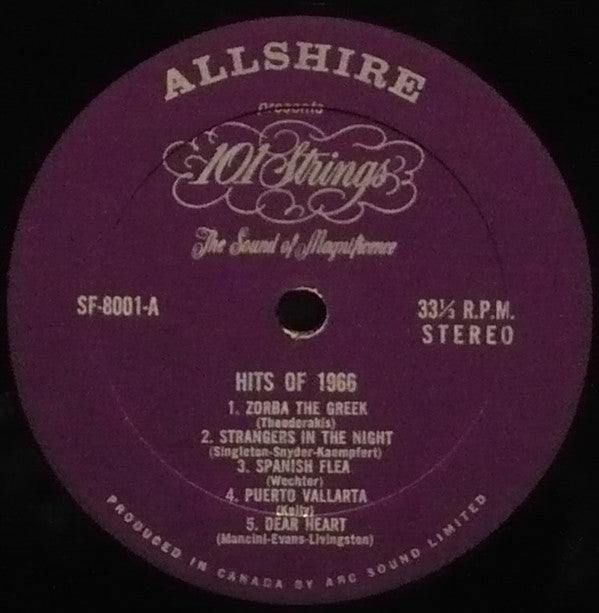 ALLSHIRE
presents
101 Strings
The Sound of Magnificence
SF-8001-A
33⅓ R.P.M.
STEREO
HITS OF 1966
1. ZORBA THE GREEK
(Theodorakis)
2. STRANGERS IN THE NIGHT
(Singleton-Snyder-Kaempfert)
3. SPANISH FLEA
(Wechter)
4. PUERTO VALLARTA
(Kelly)
5. DEAR HEART
(Mancini-Evans-Livingston)
PRODUCED IN CANADA BY ARC SOUND LIMITED